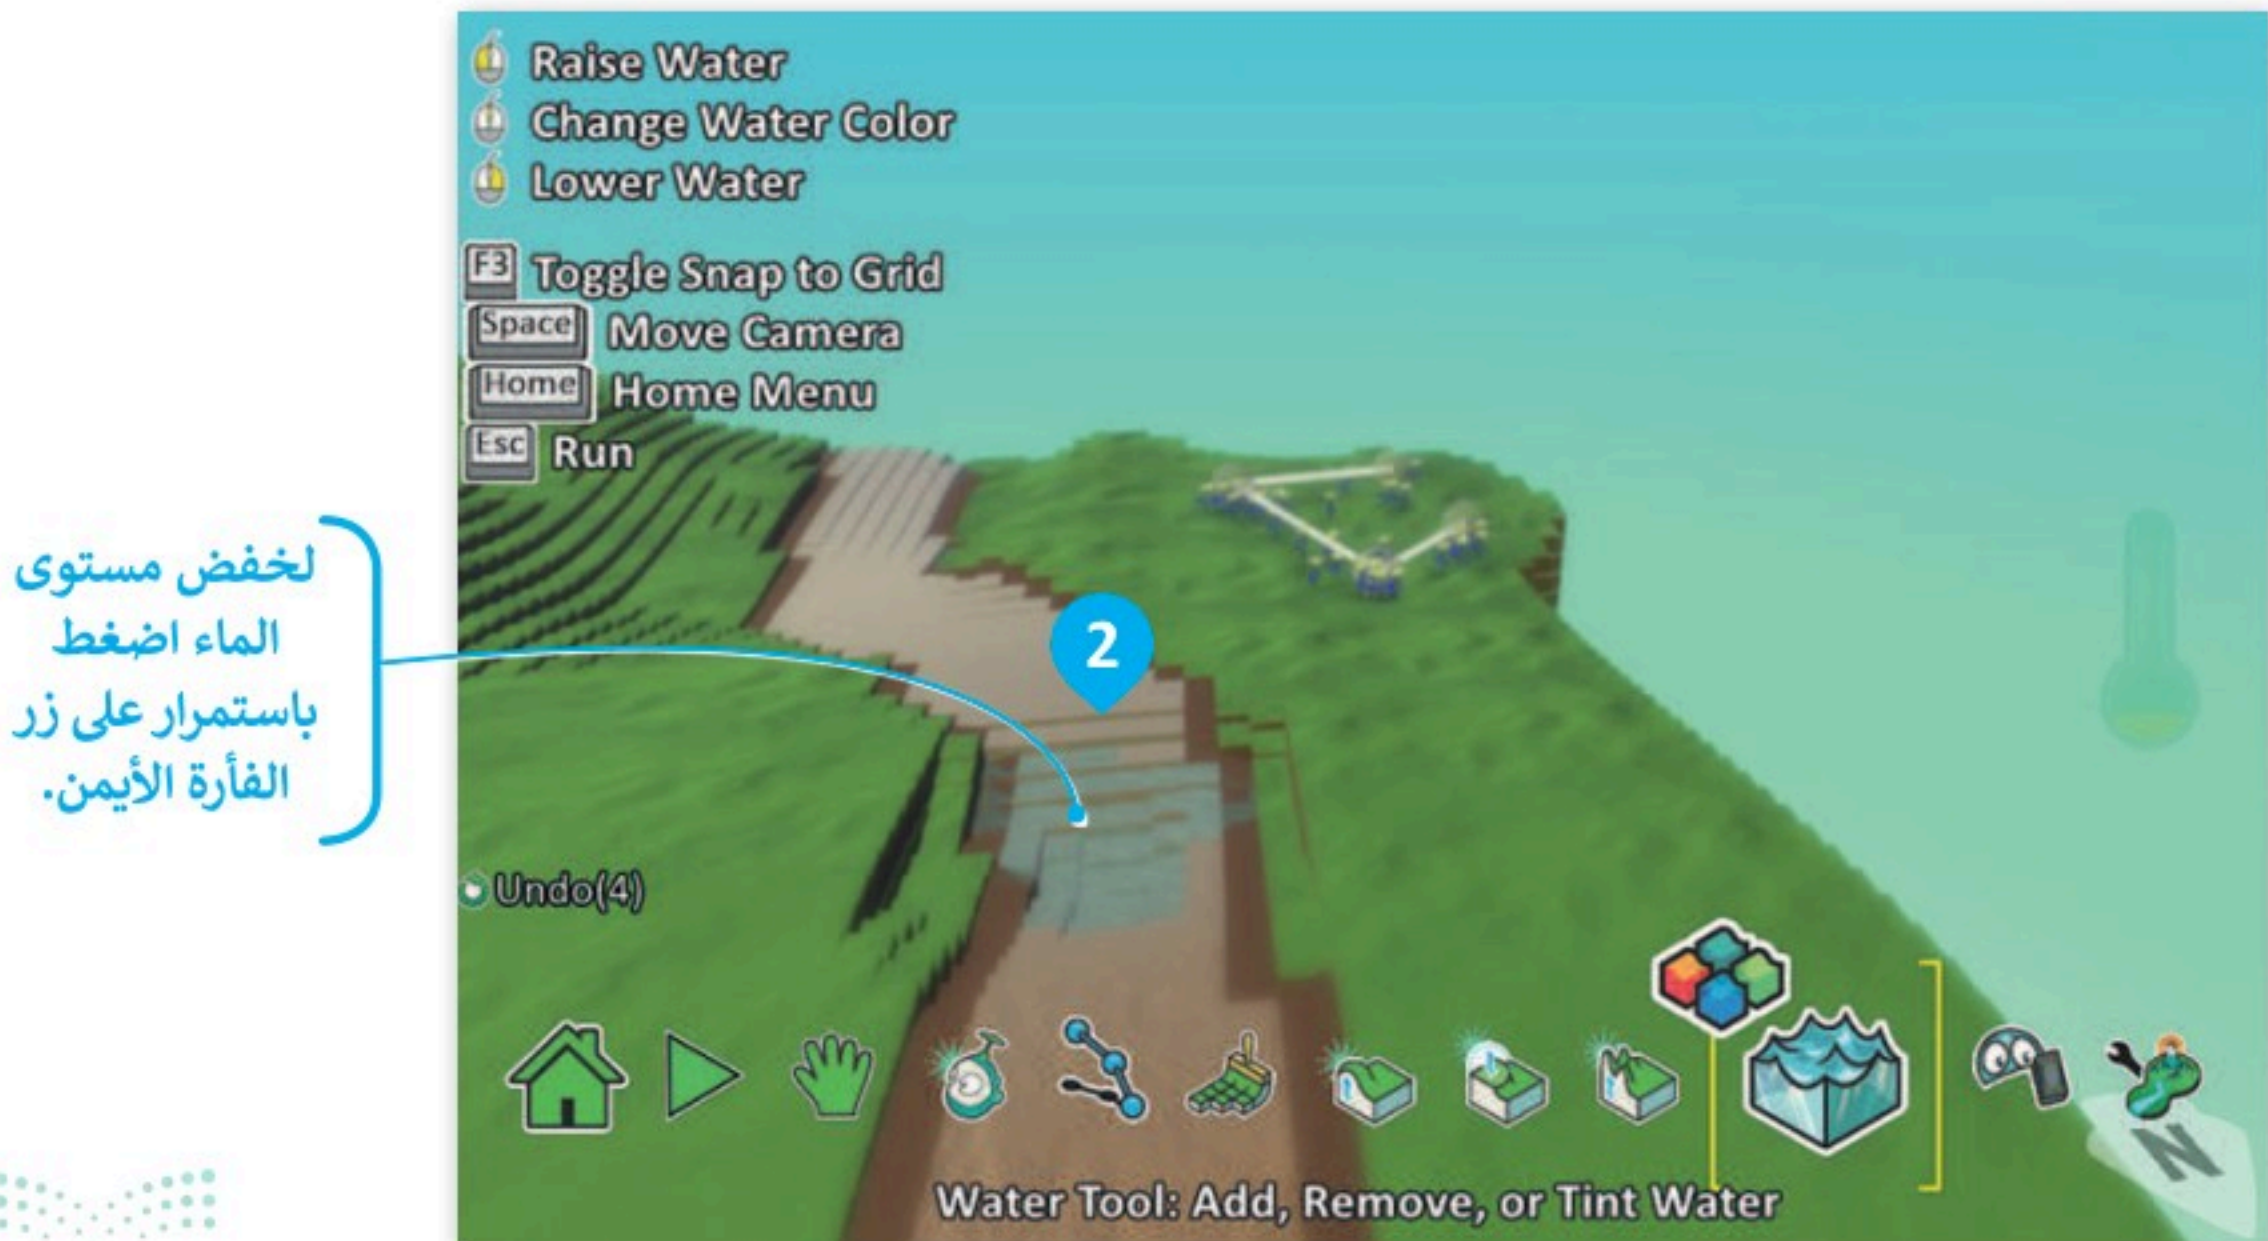 Raise Water
Change Water Color
Lower Water
F3 Toggle Snap to Grid
Space Move Camera
Home Home Menu
Esc Run
لخفض مستوى
الماء اضغط
باستمرار على زر
الفأرة الأيمن.
2
Undo(4)
N
Water Tool: Add, Remove, or Tint Water